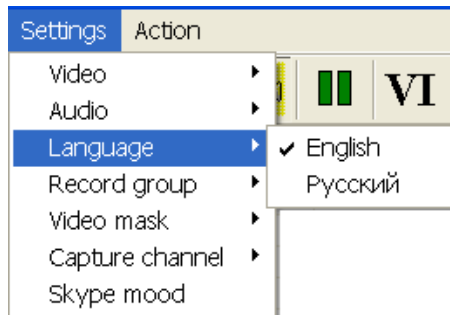 Settings Action
Video
Audio
VI
Language
English
Record group
Русский
Video mask
Capture channel
Skype mood